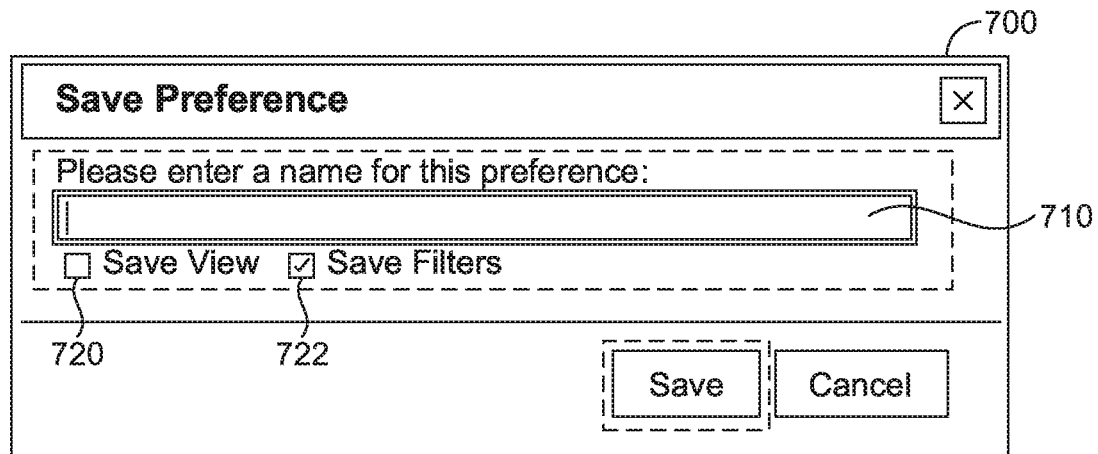 700
Save Preference
Please enter a name for this preference:
710
Save View Save Filters
720 722
Save Cancel